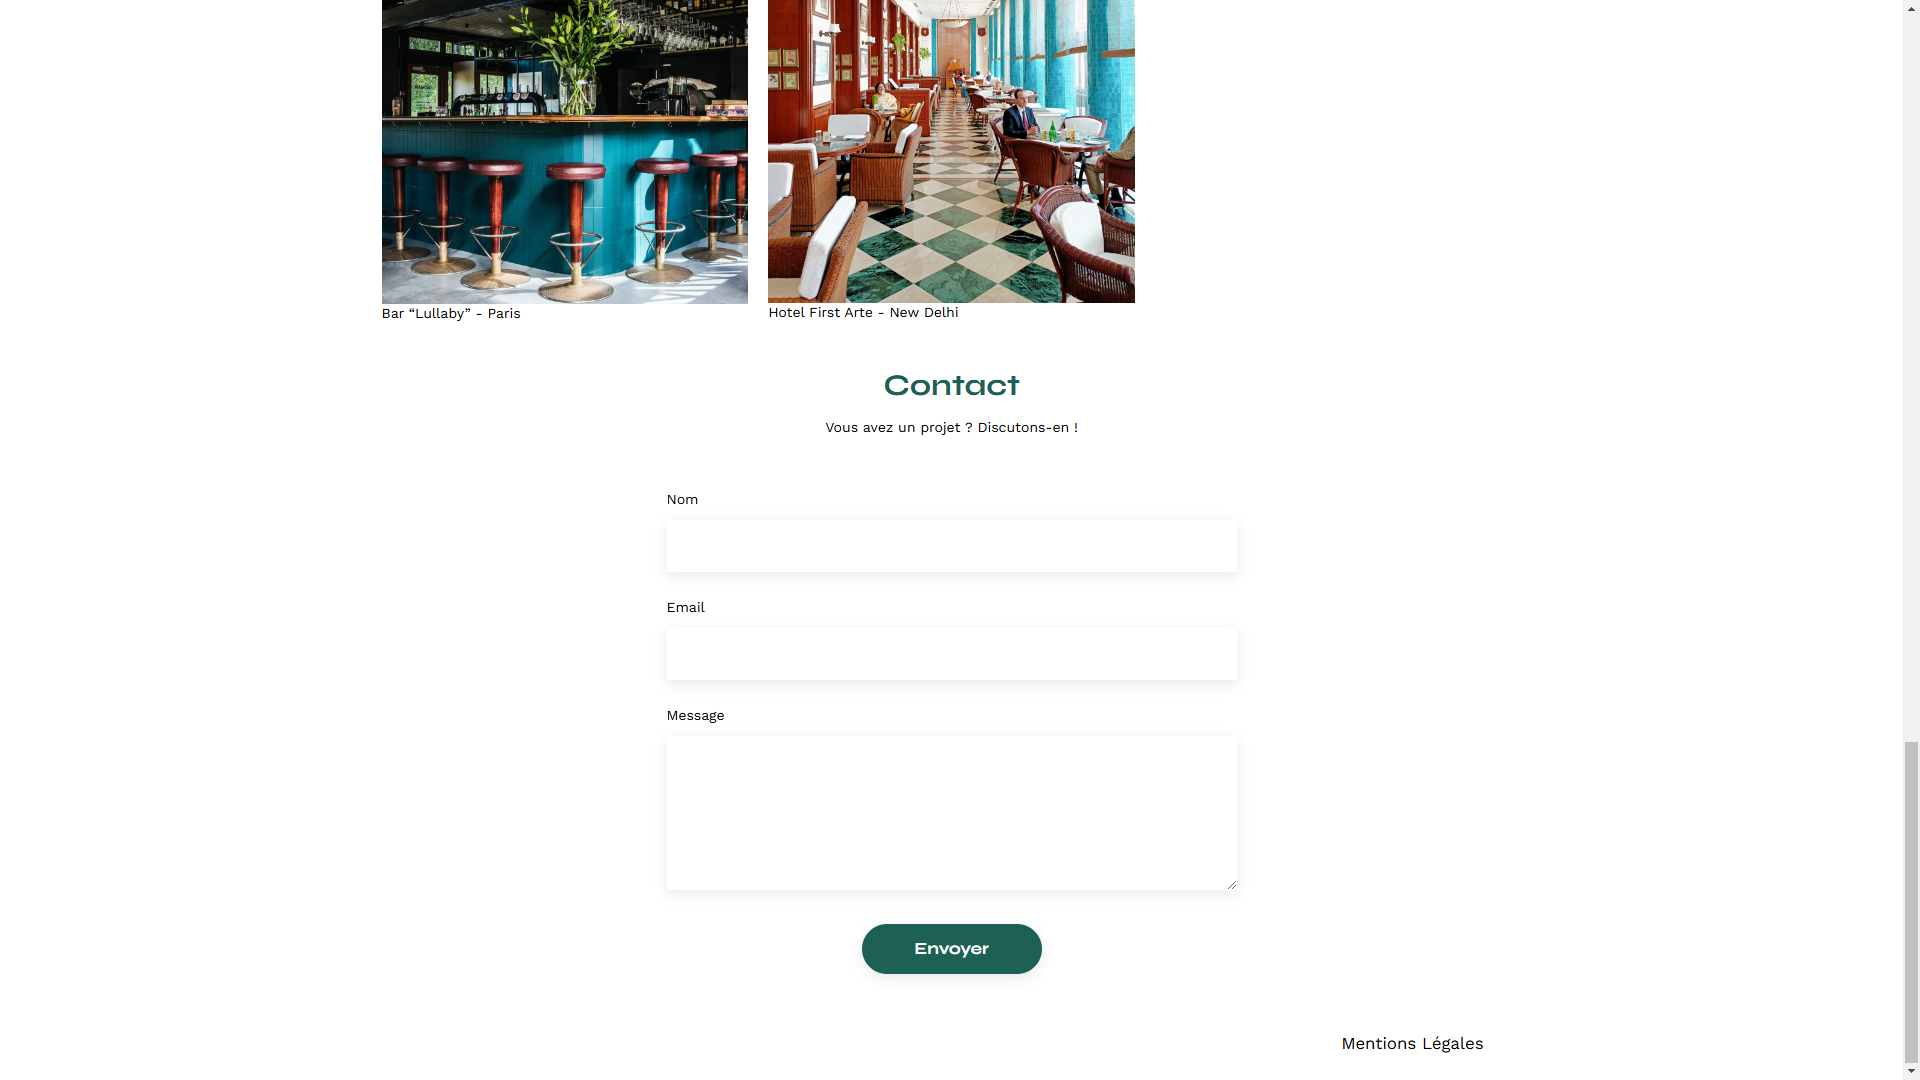 Bar “Lullaby” - Paris
Hotel First Arte - New Delhi
Contact
Vous avez un projet ? Discutons-en !
Nom
Email
Message
Envoyer
Mentions Légales